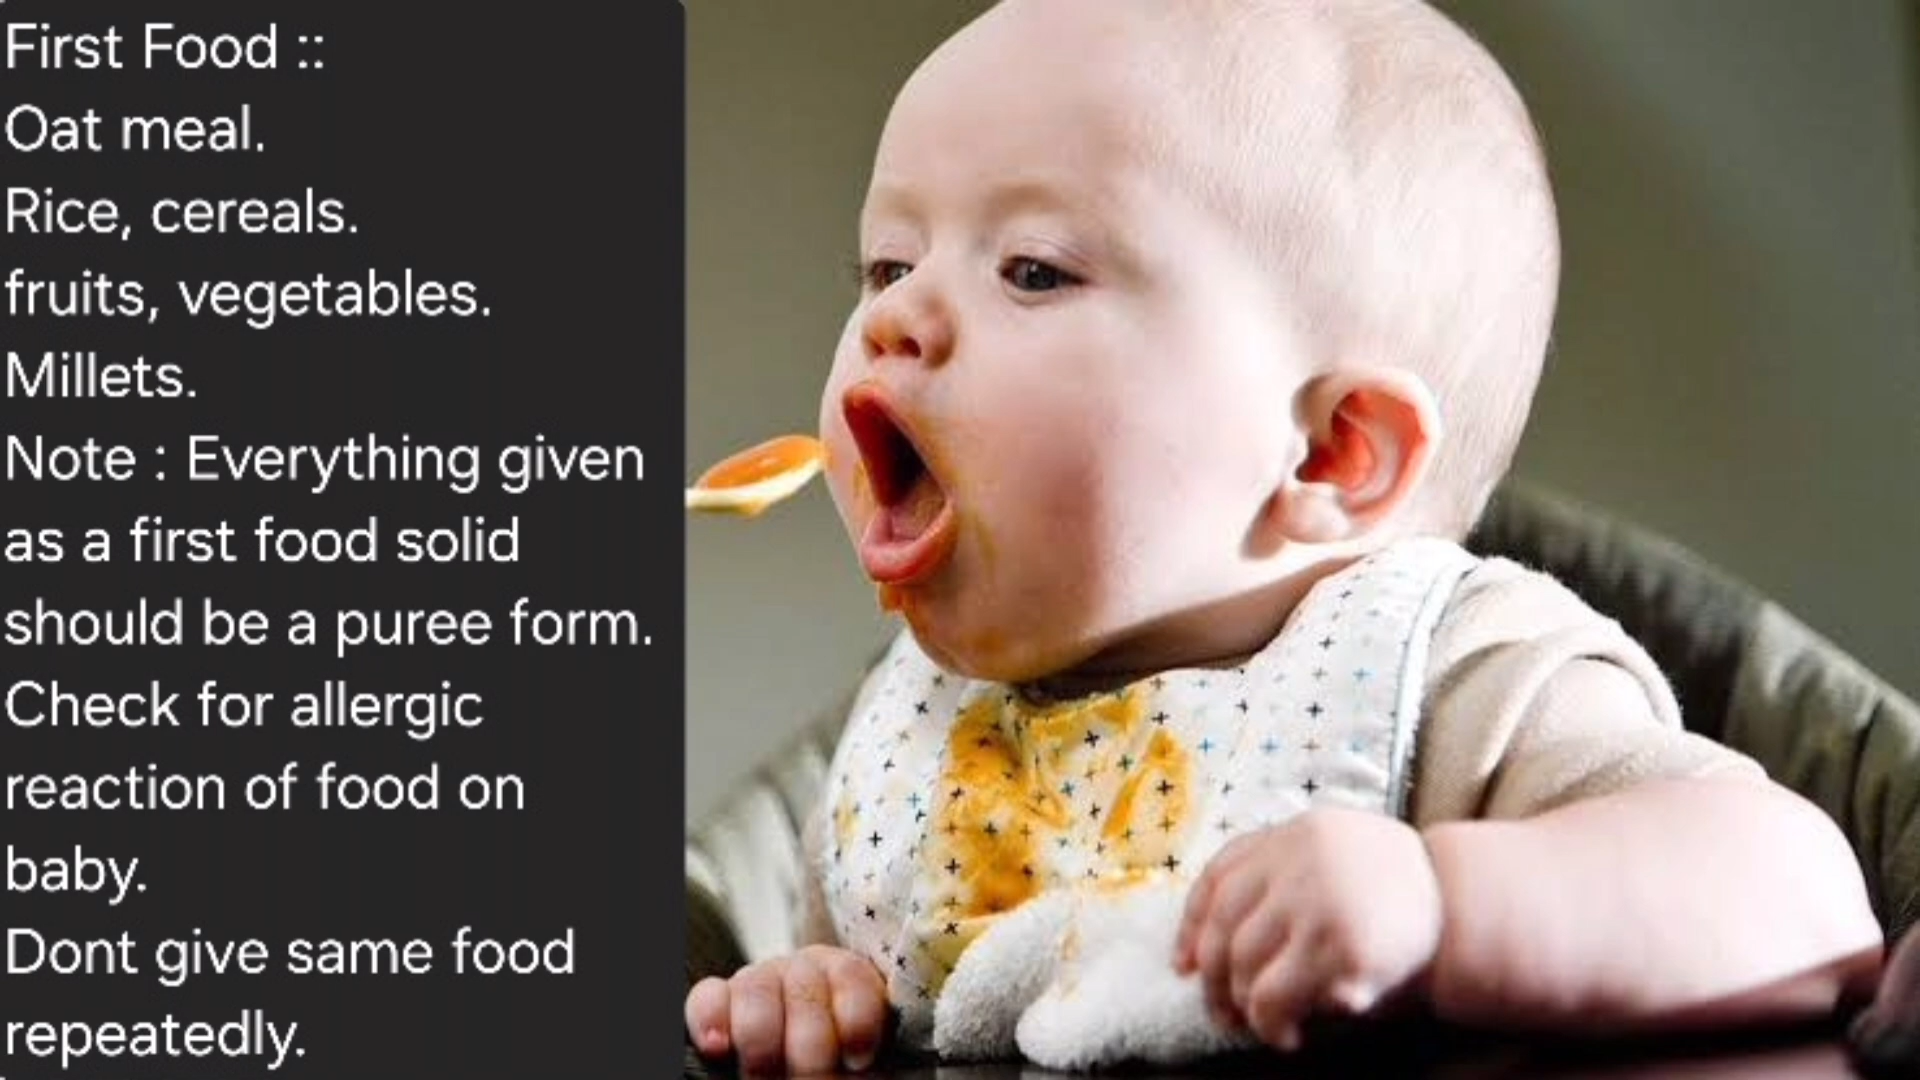 First Food ::
Oat meal.
Rice, cereals.
fruits, vegetables.
Millets.
Note : Everything given
as a first food solid
should be a puree form.
Check for allergic
reaction of food on
baby.
Dont give same food
repeatedly.